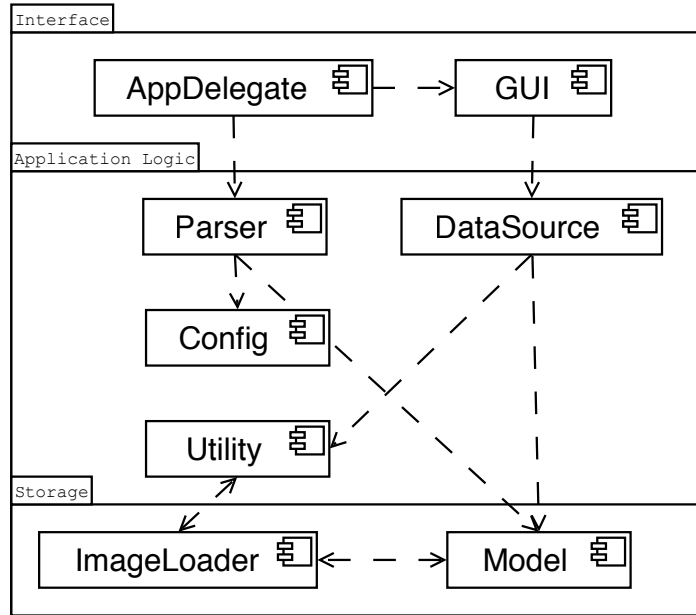 Interface
AppDelegate
GUI
Application Logic
Parser
DataSource
Config
Utility
Storage
ImageLoader
Model